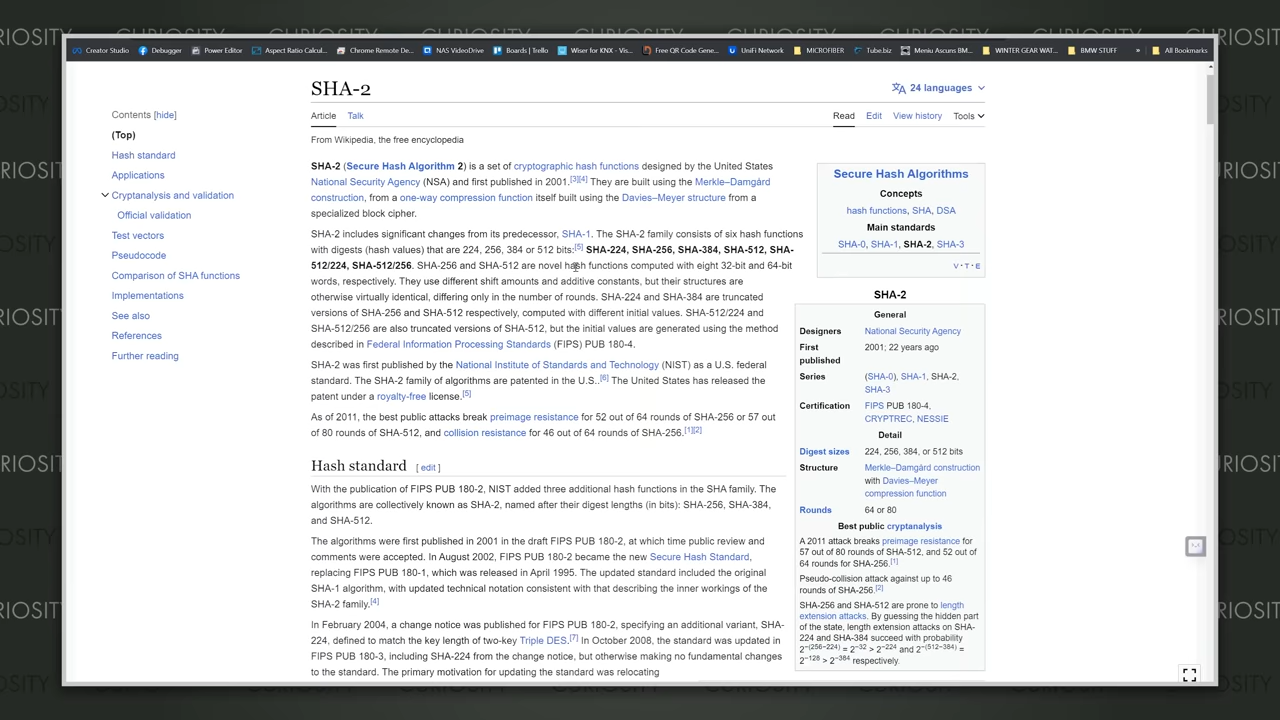 CURIOSITY CURIOSITY CURIOSITY CURIOSITY
Creator Studio Debugger Power Editor Aspect Ratio Calcul... Chrome Remote De... NAS VideoDrive Boards | Trello Wiser for KNX - Vis... Free QR Code Gene... UniFi Network MICROFIBER Tube.biz Meniu Ascuns BM... WINTER GEAR WAT... BMW STUFF » All Bookmarks
SHA-2
24 languages
Article Talk
Read Edit View history Tools
From Wikipedia, the free encyclopedia
Contents [hide]
(Top)
Hash standard
Applications
Cryptanalysis and validation
Official validation
Test vectors
Pseudocode
Comparison of SHA functions
Implementations
See also
References
Further reading
SHA-2 (Secure Hash Algorithm 2) is a set of cryptographic hash functions designed by the United States
National Security Agency (NSA) and first published in 2001.[3][4] They are built using the Merkle–Damgård
construction, from a one-way compression function itself built using the Davies–Meyer structure from a
specialized block cipher.
SHA-2 includes significant changes from its predecessor, SHA-1. The SHA-2 family consists of six hash functions
with digests (hash values) that are 224, 256, 384 or 512 bits:[5] SHA-224, SHA-256, SHA-384, SHA-512, SHA-
512/224, SHA-512/256. SHA-256 and SHA-512 are novel hash functions computed with eight 32-bit and 64-bit
words, respectively. They use different shift amounts and additive constants, but their structures are
otherwise virtually identical, differing only in the number of rounds. SHA-224 and SHA-384 are truncated
versions of SHA-256 and SHA-512 respectively, computed with different initial values. SHA-512/224 and
SHA-512/256 are also truncated versions of SHA-512, but the initial values are generated using the method
described in Federal Information Processing Standards (FIPS) PUB 180-4.
SHA-2 was first published by the National Institute of Standards and Technology (NIST) as a U.S. federal
standard. The SHA-2 family of algorithms are patented in the U.S..[6] The United States has released the
patent under a royalty-free license.[5]
As of 2011, the best public attacks break preimage resistance for 52 out of 64 rounds of SHA-256 or 57 out
of 80 rounds of SHA-512, and collision resistance for 46 out of 64 rounds of SHA-256.[1][2]
Hash standard [ edit ]
With the publication of FIPS PUB 180-2, NIST added three additional hash functions in the SHA family. The
algorithms are collectively known as SHA-2, named after their digest lengths (in bits): SHA-256, SHA-384,
and SHA-512.
The algorithms were first published in 2001 in the draft FIPS PUB 180-2, at which time public review and
comments were accepted. In August 2002, FIPS PUB 180-2 became the new Secure Hash Standard,
replacing FIPS PUB 180-1, which was released in April 1995. The updated standard included the original
SHA-1 algorithm, with updated technical notation consistent with that describing the inner workings of the
SHA-2 family.[4]
In February 2004, a change notice was published for FIPS PUB 180-2, specifying an additional variant, SHA-
224, defined to match the key length of two-key Triple DES.[7] In October 2008, the standard was updated in
FIPS PUB 180-3, including SHA-224 from the change notice, but otherwise making no fundamental changes
to the standard. The primary motivation for updating the standard was relocating
Secure Hash Algorithms
Concepts
hash functions, SHA, DSA
Main standards
SHA-0, SHA-1, SHA-2, SHA-3
V • T • E
SHA-2
General
Designers National Security Agency
First published 2001; 22 years ago
Series (SHA-0), SHA-1, SHA-2,
SHA-3
Certification FIPS PUB 180-4,
CRYPTREC, NESSIE
Detail
Digest sizes 224, 256, 384, or 512 bits
Structure Merkle–Damgård construction
with Davies–Meyer
compression function
Rounds 64 or 80
Best public cryptanalysis
A 2011 attack breaks preimage resistance for
57 out of 80 rounds of SHA-512, and 52 out of
64 rounds for SHA-256.[1]
Pseudo-collision attack against up to 46
rounds of SHA-256.[2]
SHA-256 and SHA-512 are prone to length
extension attacks. By guessing the hidden part
of the state, length extension attacks on SHA-
224 and SHA-384 succeed with probability
2−(256−224) = 2−32 > 2−224 and 2−(512−384) =
2−128 > 2−384 respectively.